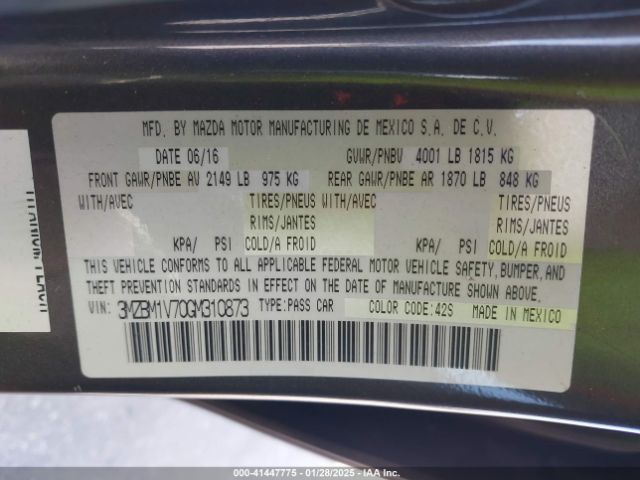 MFD. BY MAZDA MOTOR MANUFACTURING DE MEXICO S.A. DE C.V.
DATE 06/16 GVWR/PNBV 4001 LB 1815 KG
FRONT GAWR/PNBE AV 2149 LB 975 KG REAR GAWR/PNBE AR 1870 LB 848 KG
WITH/AVEC TIRES/PNEUS WITH/AVEC TIRES/PNEUS
RIMS/JANTES RIMS/JANTES
KPA/ PSI COLD/A FROID KPA/ PSI COLD/A FROID
THIS VEHICLE CONFORMS TO ALL APPLICABLE FEDERAL MOTOR VEHICLE SAFETY, BUMPER, AND
THEFT PREVENTION STANDARDS IN EFFECT ON THE DATE OF MANUFACTURE SHOWN ABOVE.
VIN: 3MZBM1V70GM310873 TYPE:PASS CAR COLOR CODE:42S MADE IN MEXICO
000-41447775 | 01/28/2025 | IAA Inc.